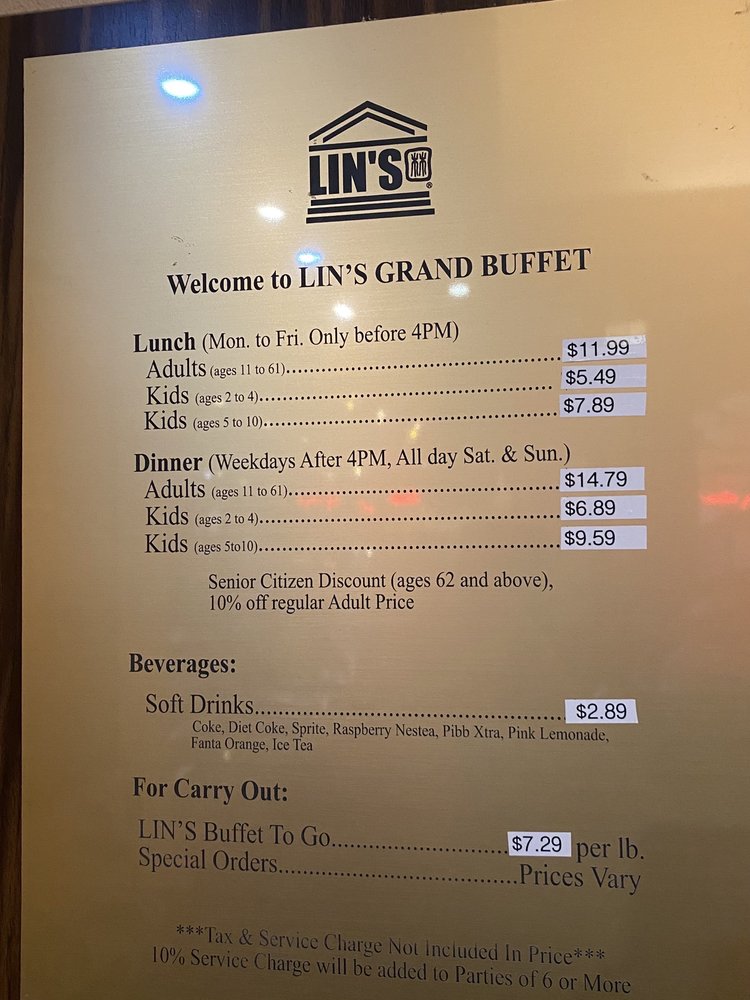 LIN'S林®
Welcome to LIN'S GRAND BUFFET
Lunch (Mon. to Fri. Only before 4PM)
Adults (ages 11 to 61)........................................................$11.99
Kids (ages 2 to 4)............................................................$5.49
Kids (ages 5 to 10)...........................................................$7.89
Dinner (Weekdays After 4PM, All day Sat. & Sun.)
Adults (ages 11 to 61)........................................................$14.79
Kids (ages 2 to 4)............................................................$6.89
Kids (ages 5to10).............................................................$9.59
Senior Citizen Discount (ages 62 and above),
10% off regular Adult Price
Beverages:
Soft Drinks...................................................$2.89
Coke, Diet Coke, Sprite, Raspberry Nestea, Pibb Xtra, Pink Lemonade,
Fanta Orange, Ice Tea
For Carry Out:
LIN'S Buffet To Go.............................$7.29 per lb.
Special Orders.......................................Prices Vary
***Tax & Service Charge Not Included In Price***
10% Service Charge will be added to Parties of 6 or More